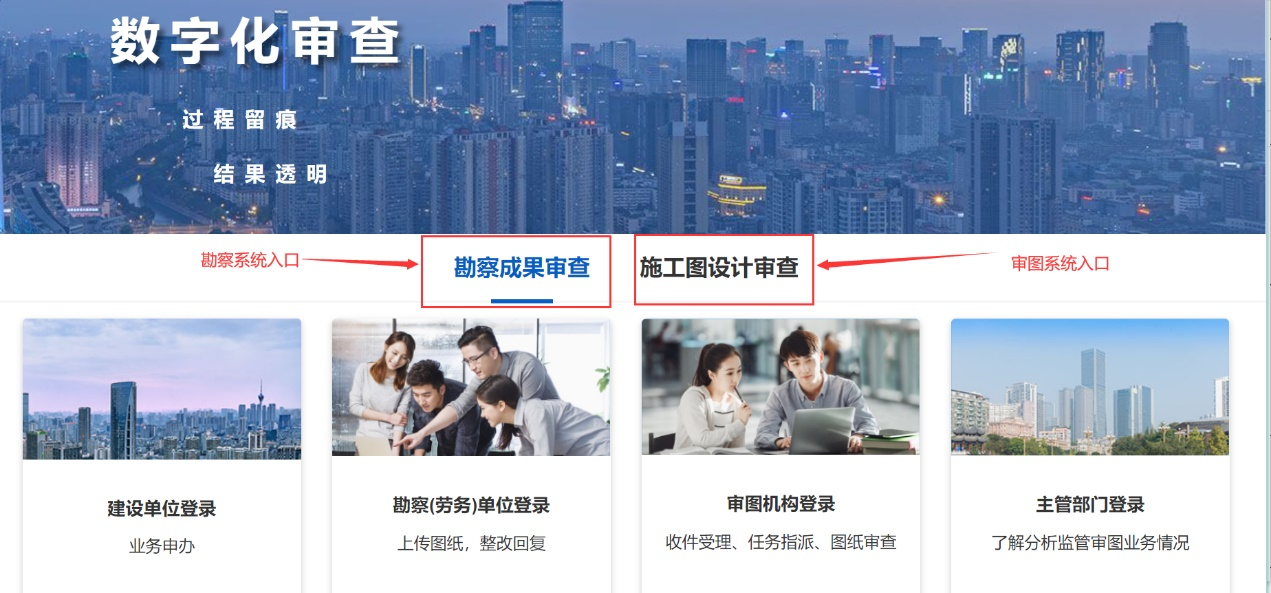 数字化审查
过程留痕
结果透明
勘察系统入口
勘察成果审查
施工图设计审查
审图系统入口
建设单位登录
业务申办
勘察(劳务)单位登录
上传图纸，整改回复
审图机构登录
收件受理、任务指派、图纸审查
主管部门登录
了解分析监管审图业务情况